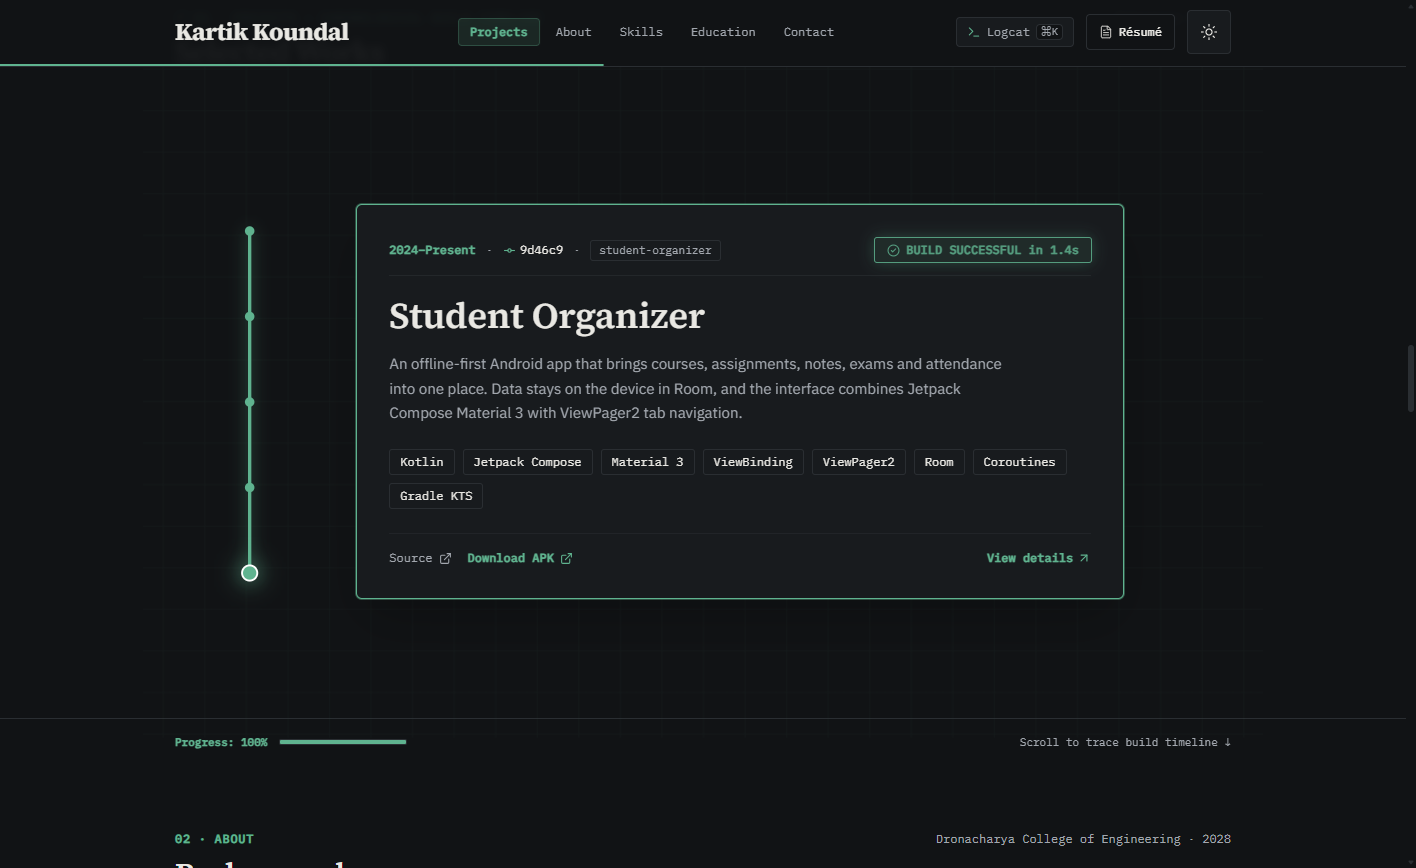 Kartik Koundal
Projects About Skills Education Contact
>_ Logcat ⌘K
Résumé
2024—Present · 9d46c9 · student-organizer
BUILD SUCCESSFUL in 1.4s
Student Organizer
An offline-first Android app that brings courses, assignments, notes, exams and attendance
into one place. Data stays on the device in Room, and the interface combines Jetpack
Compose Material 3 with ViewPager2 tab navigation.
Kotlin Jetpack Compose Material 3 ViewBinding ViewPager2 Room Coroutines
Gradle KTS
Source Download APK View details ↗
Progress: 100%
Scroll to trace build timeline ↓
02 · ABOUT
Dronacharya College of Engineering · 2028